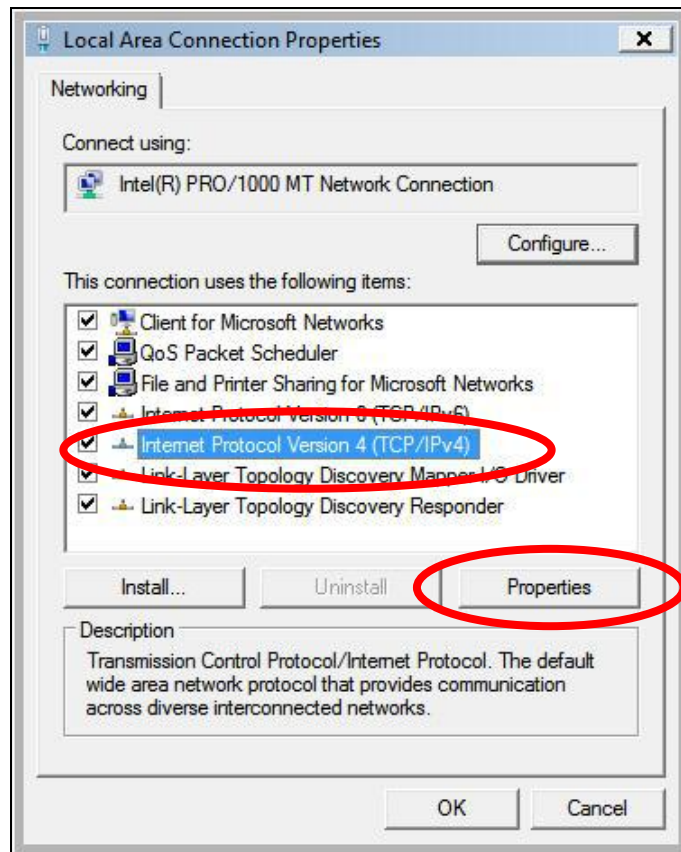 Local Area Connection Properties
Networking
Connect using:
Intel(R) PRO/1000 MT Network Connection
Configure...
This connection uses the following items:
Client for Microsoft Networks
QoS Packet Scheduler
File and Printer Sharing for Microsoft Networks
Internet Protocol Version 6 (TCP/IPv6)
Internet Protocol Version 4 (TCP/IPv4)
Link-Layer Topology Discovery Mapper I/O Driver
Link-Layer Topology Discovery Responder
Install... Uninstall Properties
Description
Transmission Control Protocol/Internet Protocol. The default
wide area network protocol that provides communication
across diverse interconnected networks.
OK Cancel